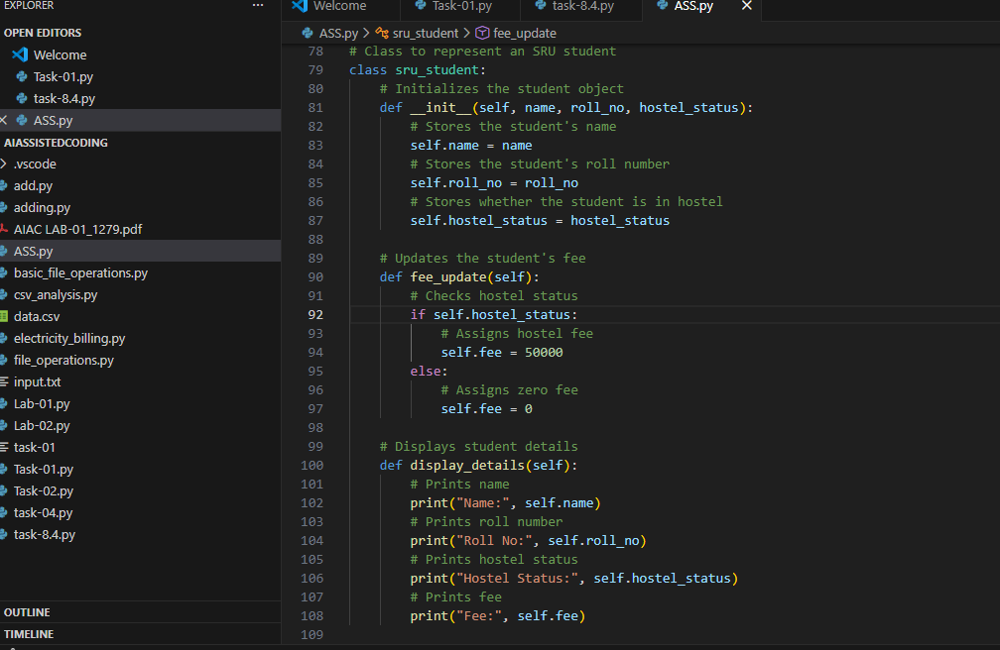 EXPLORER
...
OPEN EDITORS
Welcome
Task-01.py
task-8.4.py
ASS.py
AIASSISTEDCODING
.vscode
add.py
adding.py
AIAC LAB-01_1279.pdf
ASS.py
basic_file_operations.py
csv_analysis.py
data.csv
electricity_billing.py
file_operations.py
input.txt
Lab-01.py
Lab-02.py
task-01
Task-01.py
Task-02.py
task-04.py
task-8.4.py
OUTLINE
TIMELINE
Welcome
Task-01.py
task-8.4.py
ASS.py
ASS.py > sru_student > fee_update
78 # Class to represent an SRU student
79 class sru_student:
80 # Initializes the student object
81 def __init__(self, name, roll_no, hostel_status):
82 # Stores the student's name
83 self.name = name
84 # Stores the student's roll number
85 self.roll_no = roll_no
86 # Stores whether the student is in hostel
87 self.hostel_status = hostel_status
88
89 # Updates the student's fee
90 def fee_update(self):
91 # Checks hostel status
92 if self.hostel_status:
93 # Assigns hostel fee
94 self.fee = 50000
95 else:
96 # Assigns zero fee
97 self.fee = 0
98
99 # Displays student details
100 def display_details(self):
101 # Prints name
102 print("Name:", self.name)
103 # Prints roll number
104 print("Roll No:", self.roll_no)
105 # Prints hostel status
106 print("Hostel Status:", self.hostel_status)
107 # Prints fee
108 print("Fee:", self.fee)
109